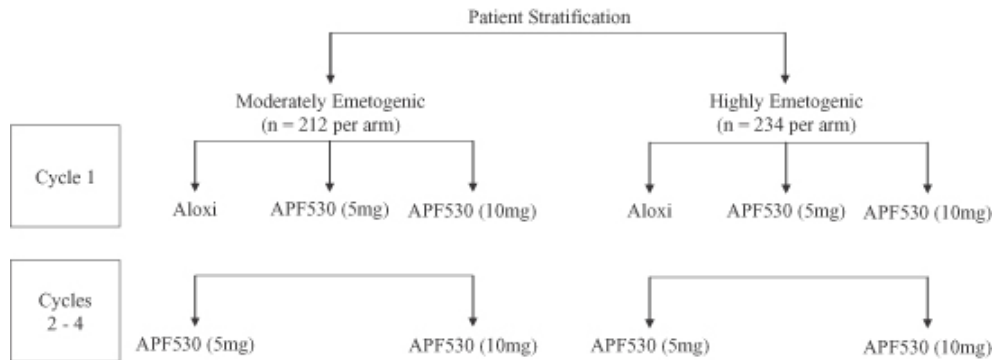 Patient Stratification
Moderately Emetogenic
(n = 212 per arm)
Highly Emetogenic
(n = 234 per arm)
Cycle 1
Aloxi
APF530 (5mg)
APF530 (10mg)
Aloxi
APF530 (5mg)
APF530 (10mg)
Cycles
2 - 4
APF530 (5mg)
APF530 (10mg)
APF530 (5mg)
APF530 (10mg)